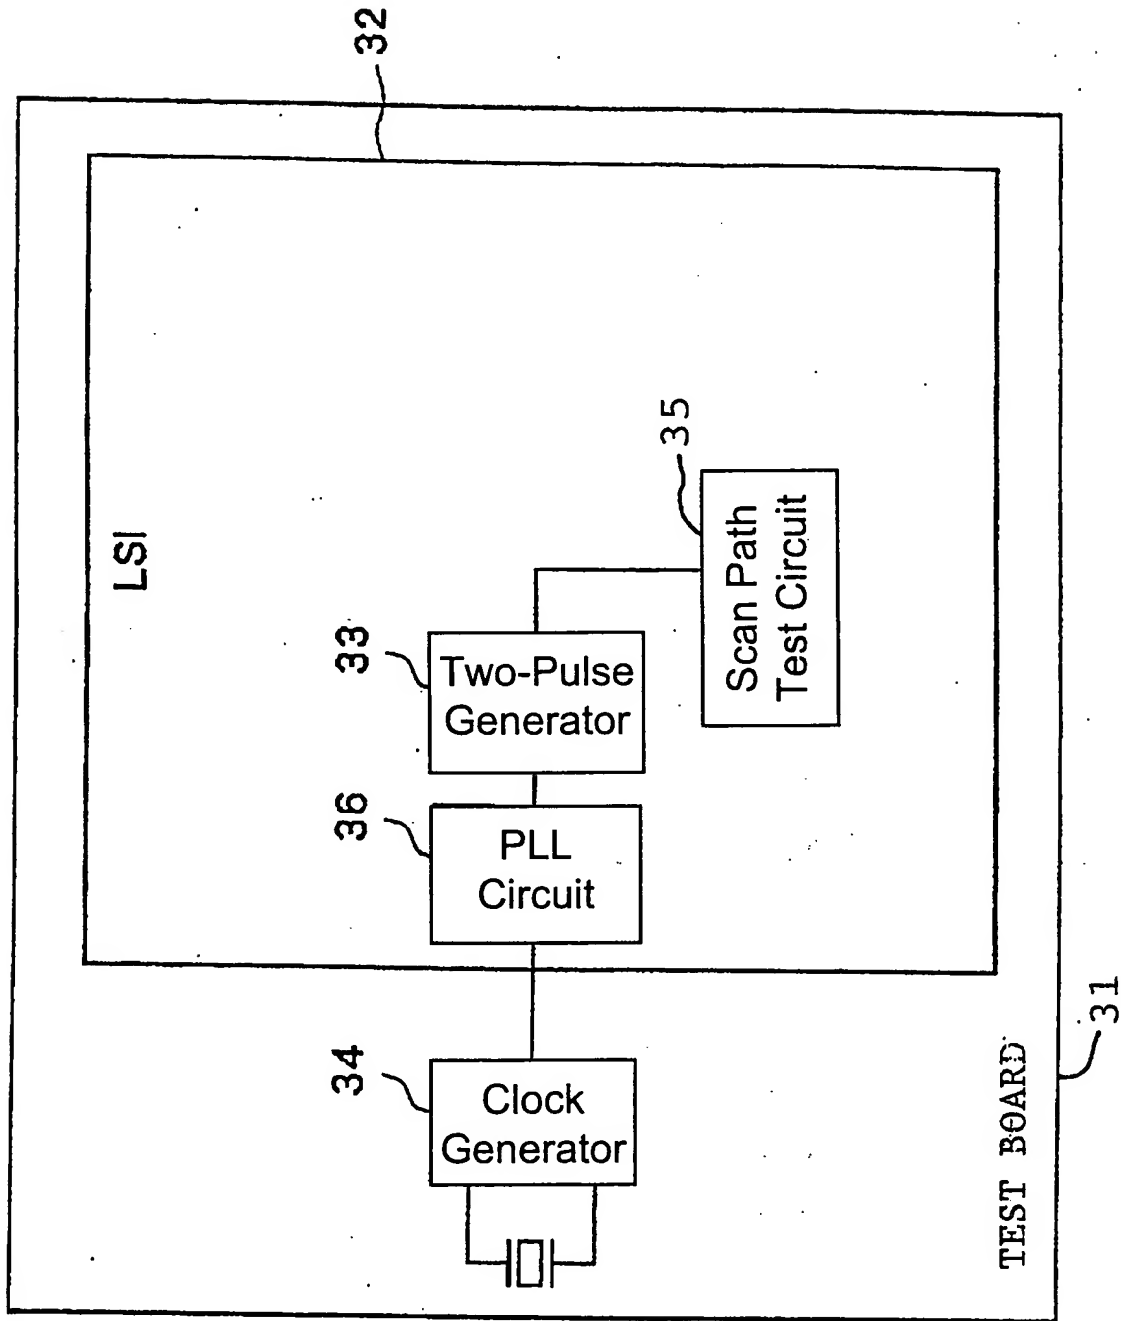 32
LSI
35
Scan Path
Test Circuit
33
Two-Pulse
Generator
36
PLL
Circuit
34
Clock
Generator
TEST BOARD
31